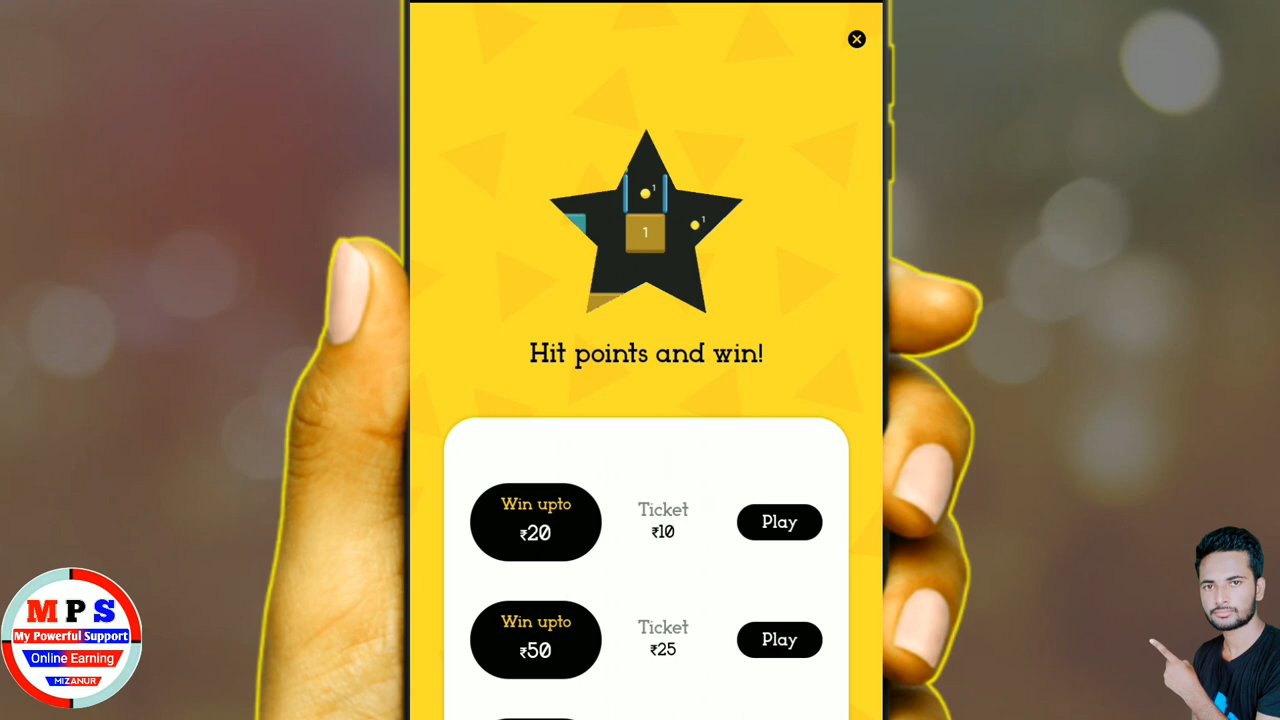 1
1
1
Hit points and win!
Win upto
₹20
Ticket
₹10
Play
Win upto
₹50
Ticket
₹25
Play
M P S
My Powerful Support
Online Earning
MIZANUR